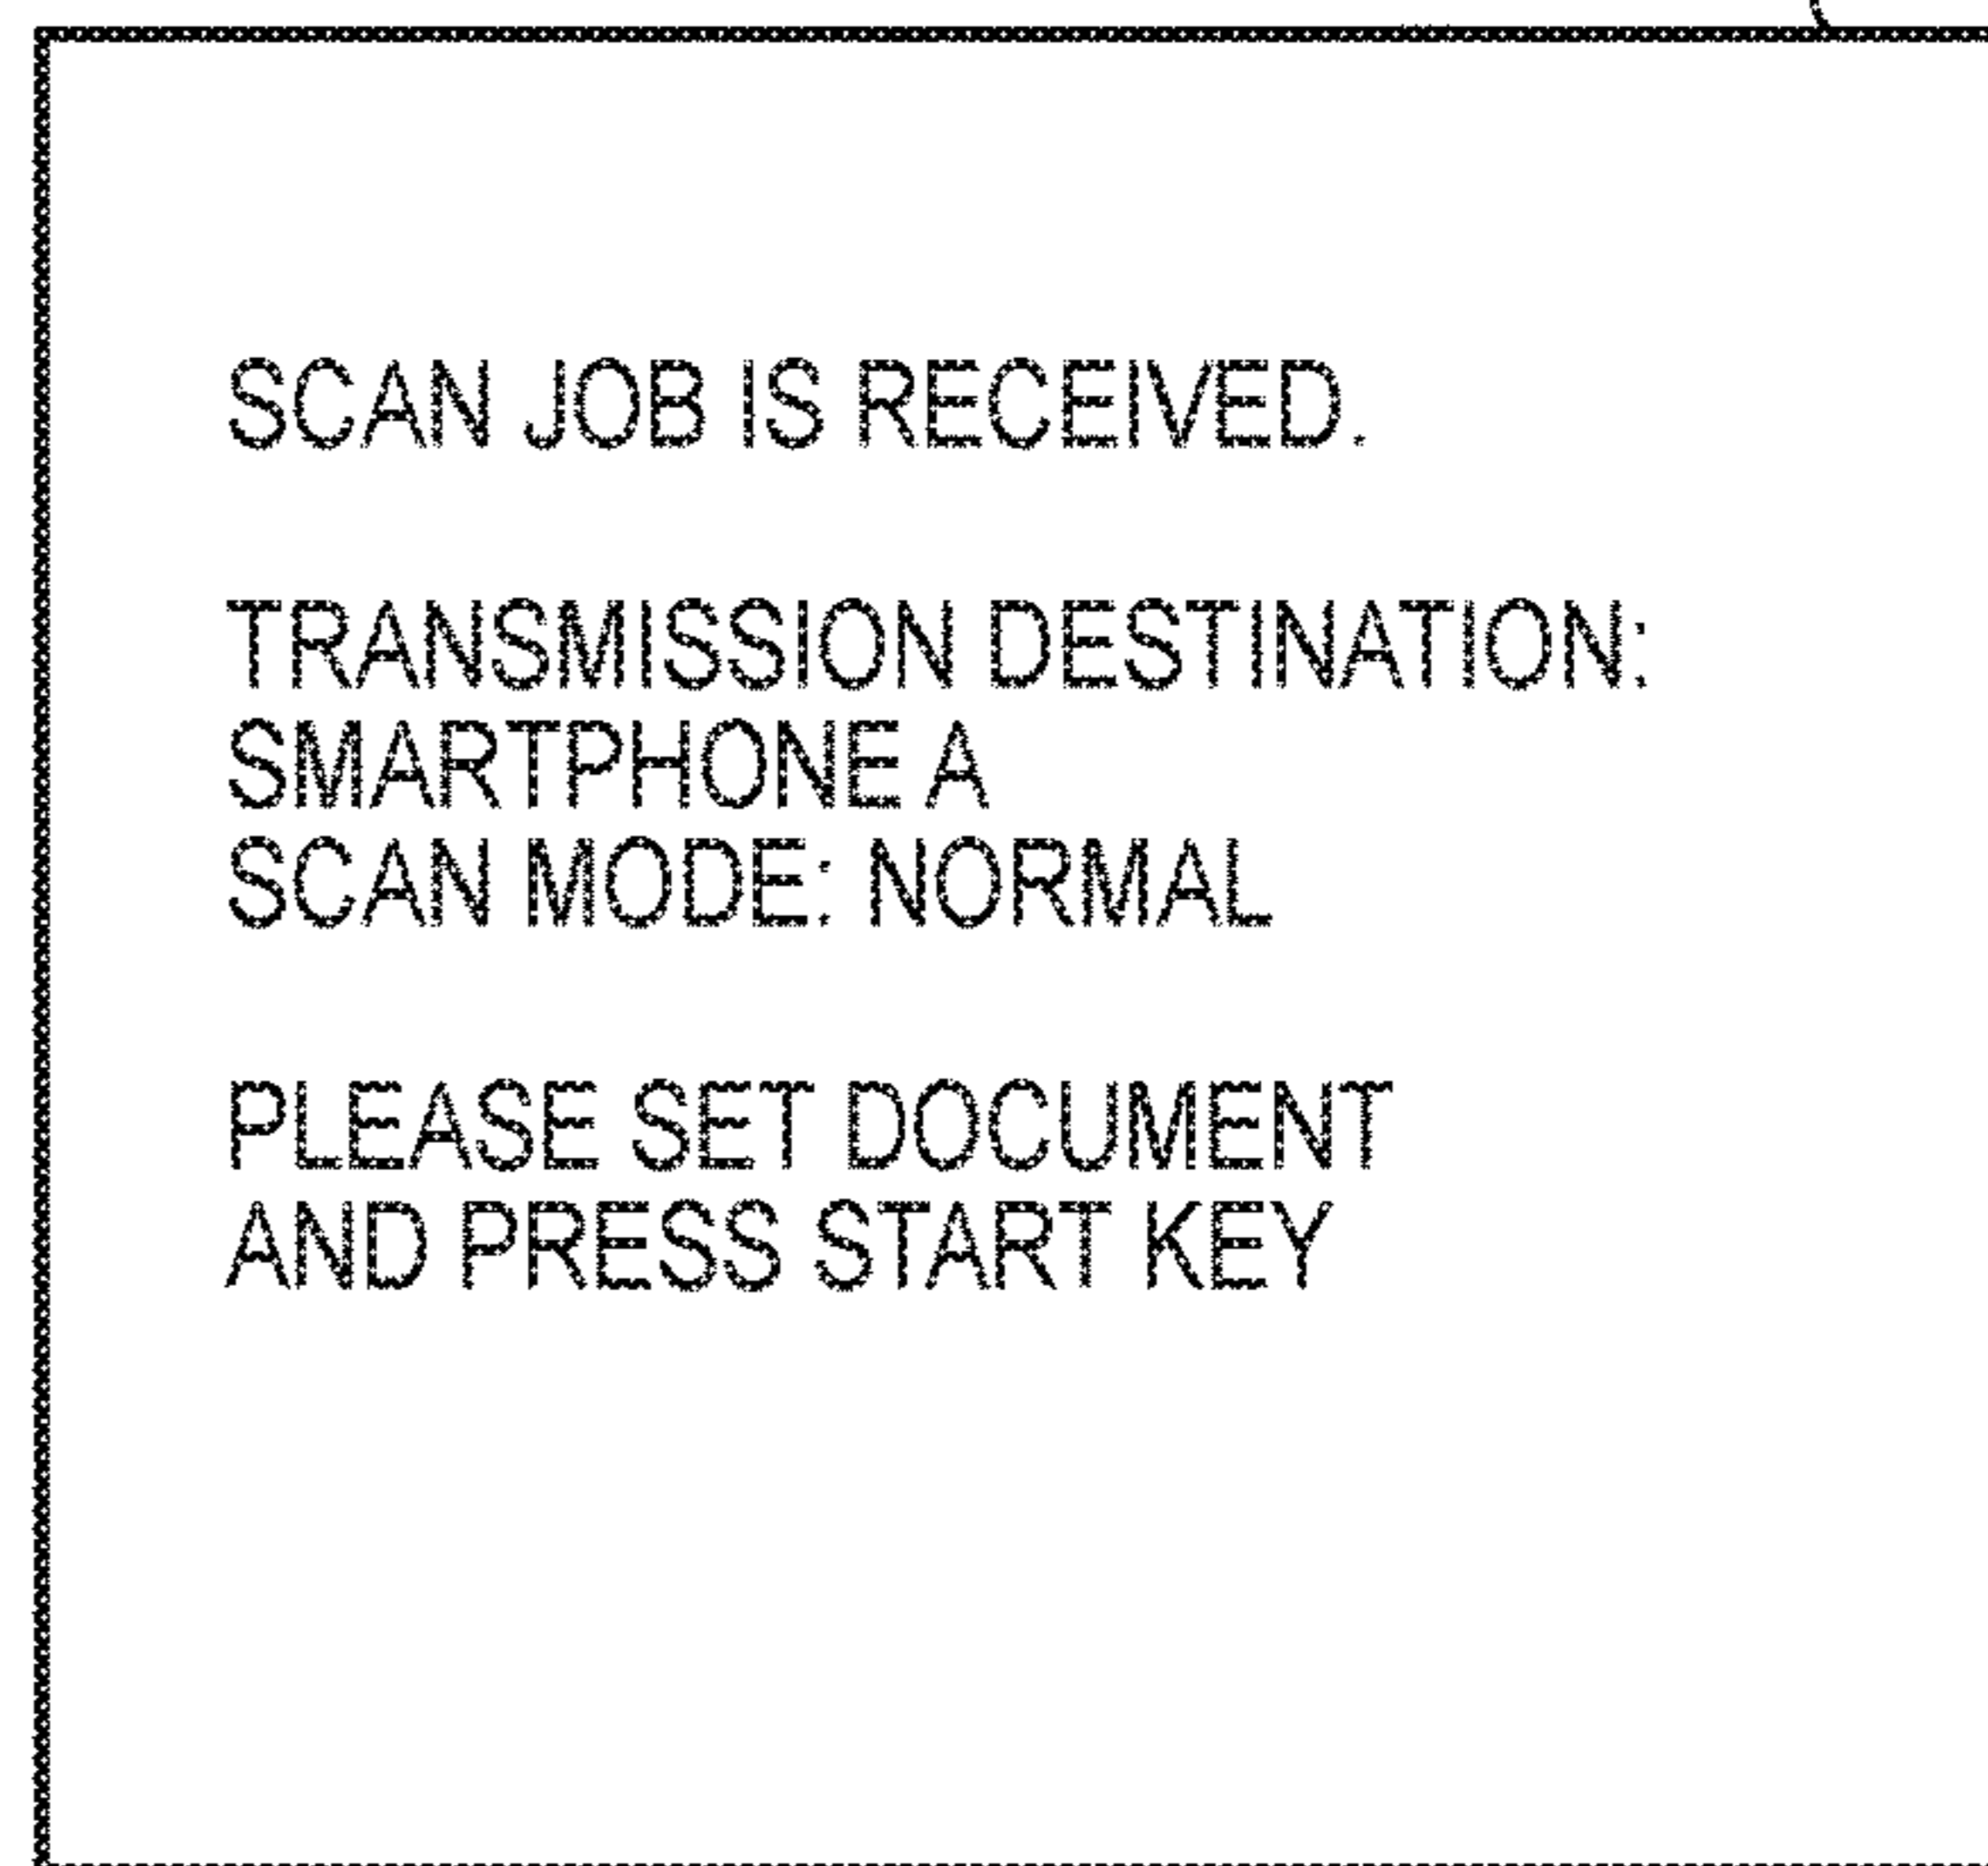 SCAN JOB IS RECEIVED.
TRANSMISSION DESTINATION:
SMARTPHONE A
SCAN MODE: NORMAL
PLEASE SET DOCUMENT
AND PRESS START KEY